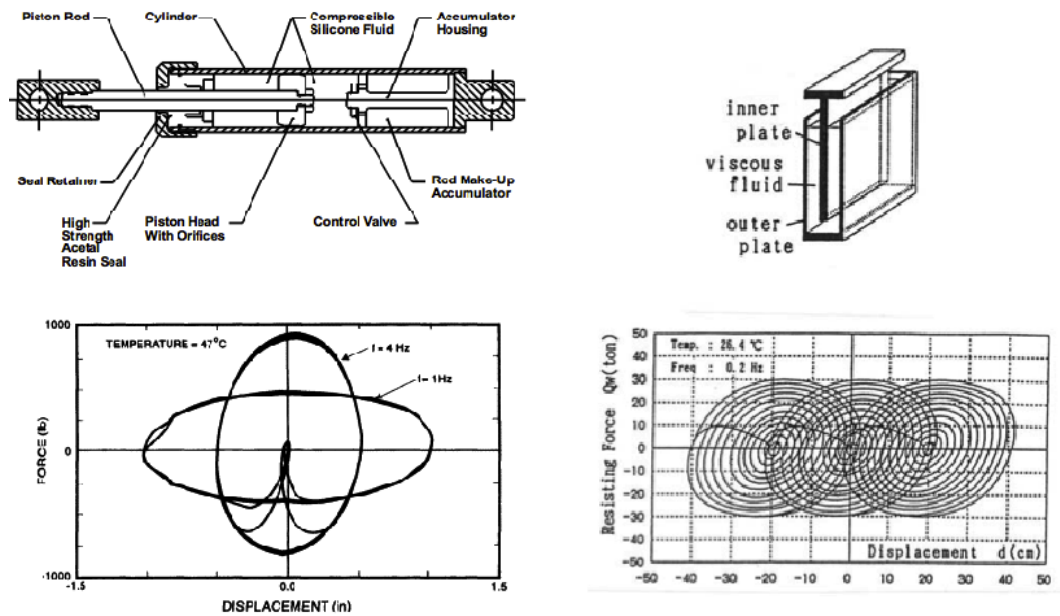 Piston Rod
Cylinder
Compressible
Silicone Fluid
Accumulator
Housing
Seal Retainer
High
Strength
Acetal
Resin Seal
Piston Head
With Orifices
Control Valve
Rod Make-Up
Accumulator
inner
plate
viscous
fluid
outer
plate
1000
TEMPERATURE = 47°C
f = 4 Hz
f = 1 Hz
FORCE (lb)
0
-1000
-1.5
0.0
1.5
DISPLACEMENT (in)
50
40
30
20
10
0
-10
-20
-30
-40
-50
Temp. : 26.4 ℃
Freq : 0.2 Hz
Resisting Force Qw(ton)
Displacement d(cm)
-50 -40 -30 -20 -10 0 10 20 30 40 50